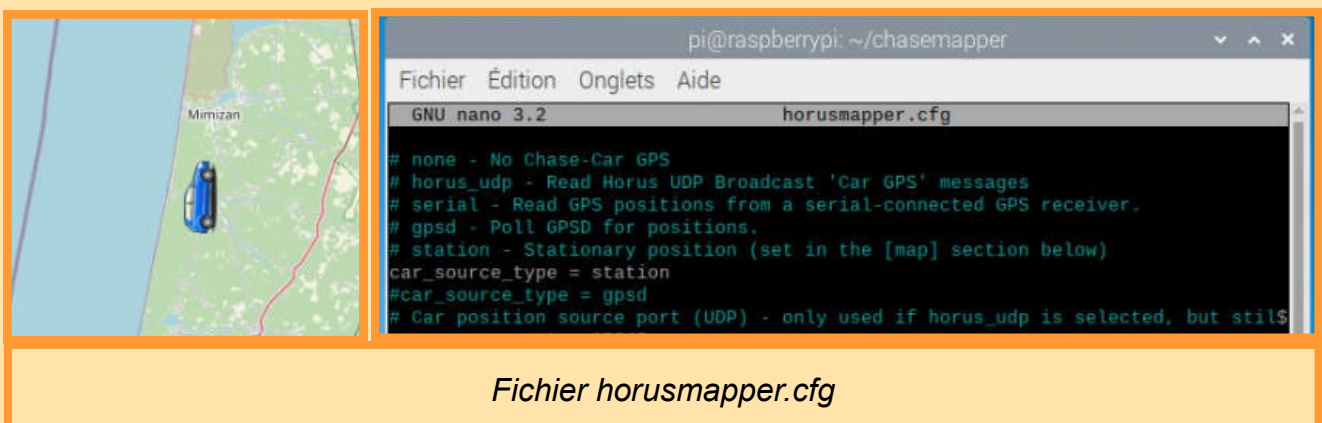 Mimizan
pi@raspberrypi: ~/chasemapper
Fichier Édition Onglets Aide
GNU nano 3.2 horusmapper.cfg
# none - No Chase-Car GPS
# horus_udp - Read Horus UDP Broadcast 'Car GPS' messages
# serial - Read GPS positions from a serial-connected GPS receiver.
# gpsd - Poll GPSD for positions.
# station - Stationary position (set in the [map] section below)
car_source_type = station
#car_source_type = gpsd
# Car position source port (UDP) - only used if horus_udp is selected, but stil$
Fichier horusmapper.cfg